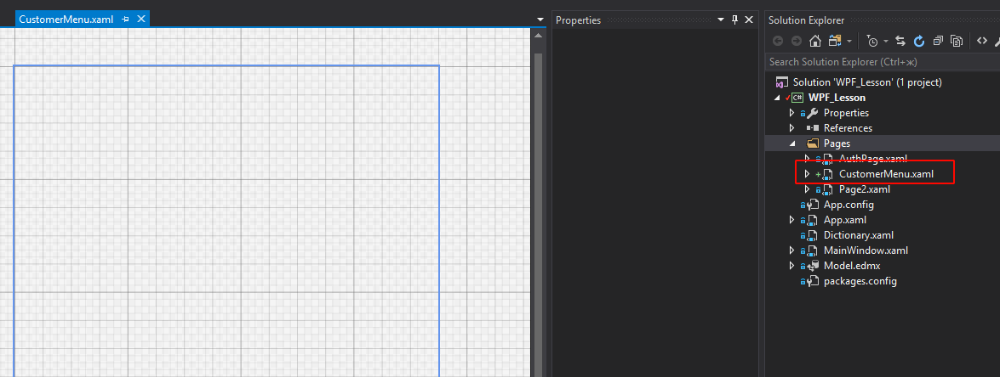 CustomerMenu.xaml
Properties
Solution Explorer
Search Solution Explorer (Ctrl+ж)
Solution 'WPF_Lesson' (1 project)
C# WPF_Lesson
Properties
References
Pages
AuthPage.xaml
CustomerMenu.xaml
Page2.xaml
App.config
App.xaml
Dictionary.xaml
MainWindow.xaml
Model.edmx
packages.config